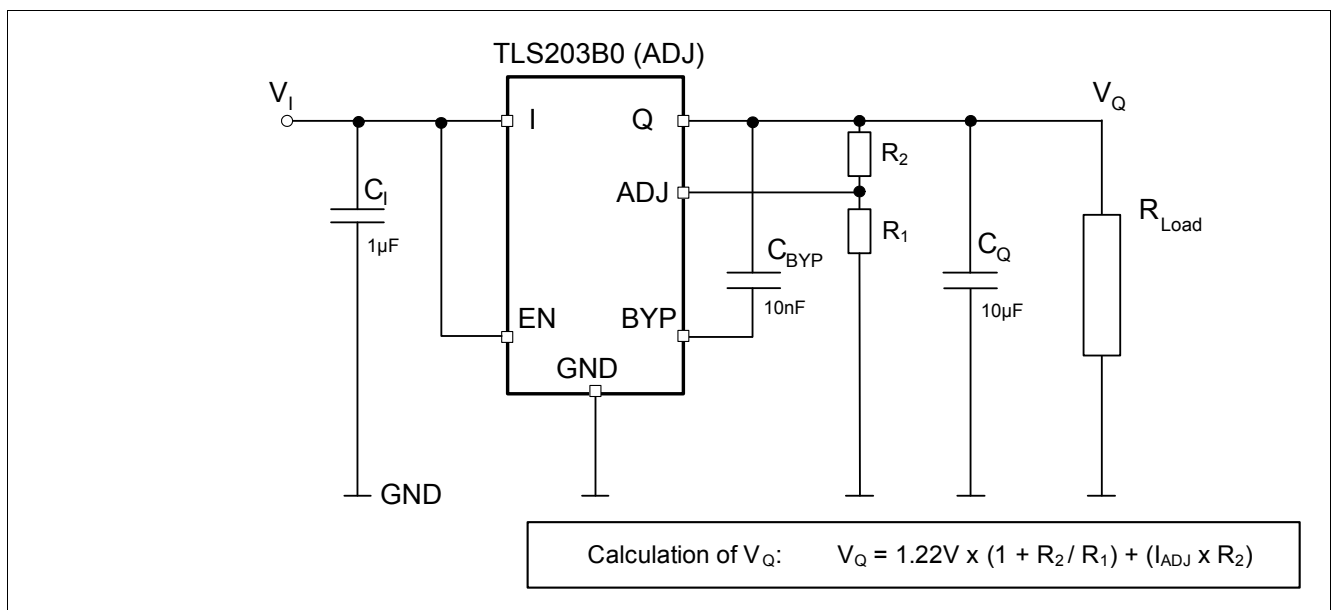 TLS203B0 (ADJ)
V_I
V_Q
I
Q
R_2
ADJ
R_1
C_I
1µF
C_BYP
10nF
C_Q
10µF
R_Load
EN
BYP
GND
GND
Calculation of V_Q: V_Q = 1.22V x (1 + R_2 / R_1) + (I_ADJ x R_2)